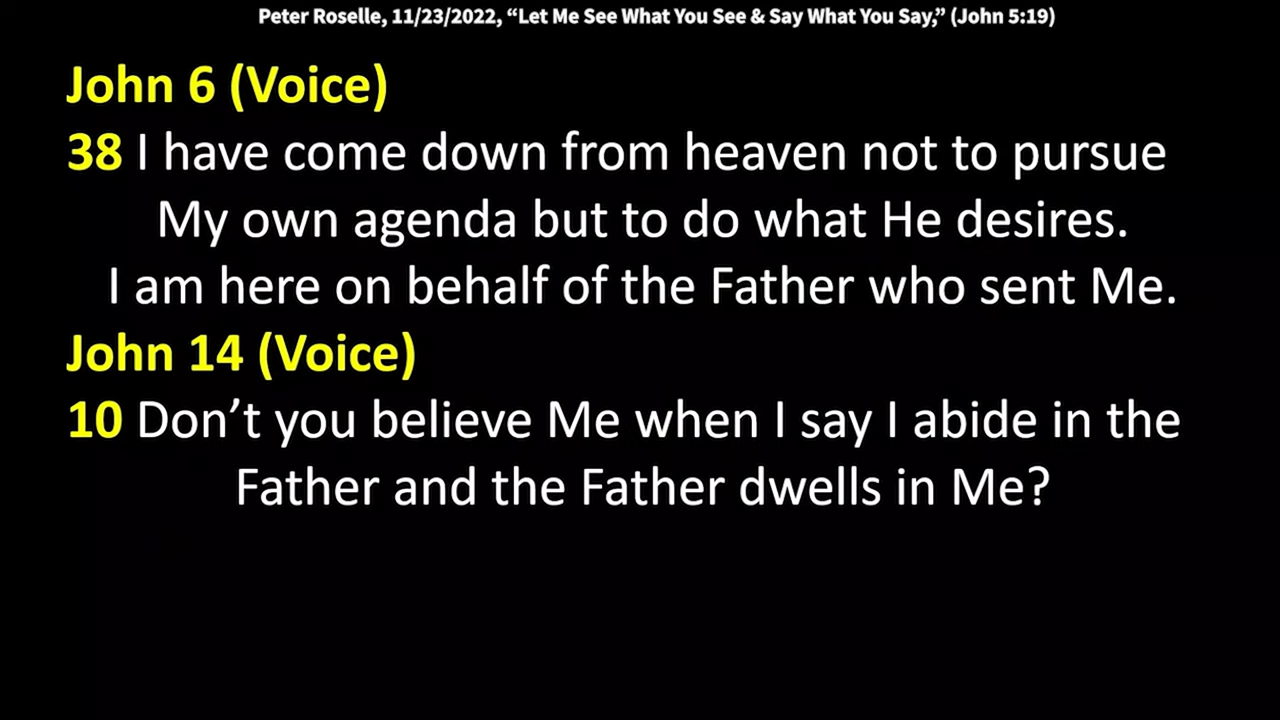 Peter Roselle, 11/23/2022, “Let Me See What You See & Say What You Say,” (John 5:19)
John 6 (Voice)
38 I have come down from heaven not to pursue
My own agenda but to do what He desires.
I am here on behalf of the Father who sent Me.
John 14 (Voice)
10 Don’t you believe Me when I say I abide in the
Father and the Father dwells in Me?